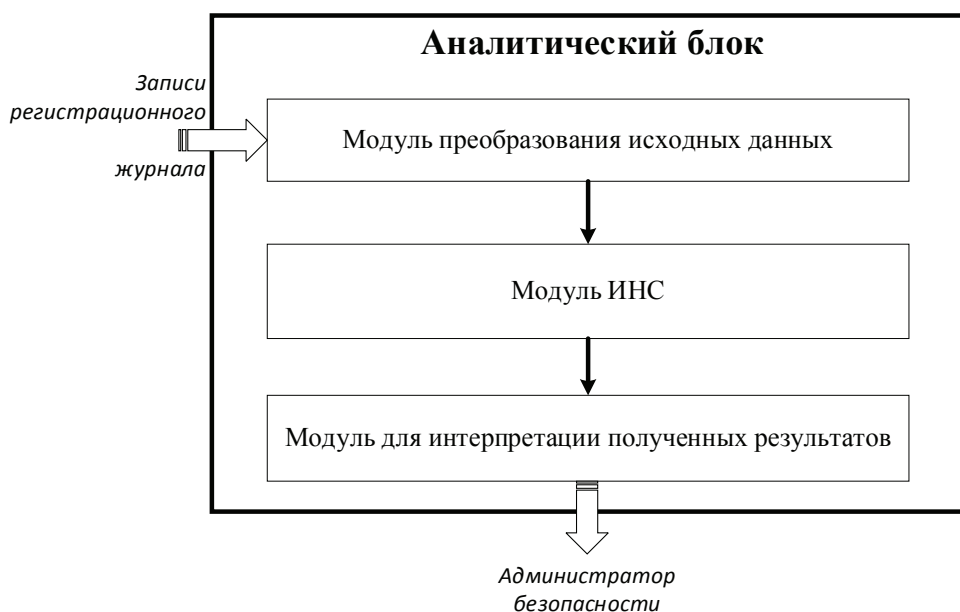 Аналитический блок
Записи
регистрационного
журнала
Модуль преобразования исходных данных
Модуль ИНС
Модуль для интерпретации полученных результатов
Администратор
безопасности